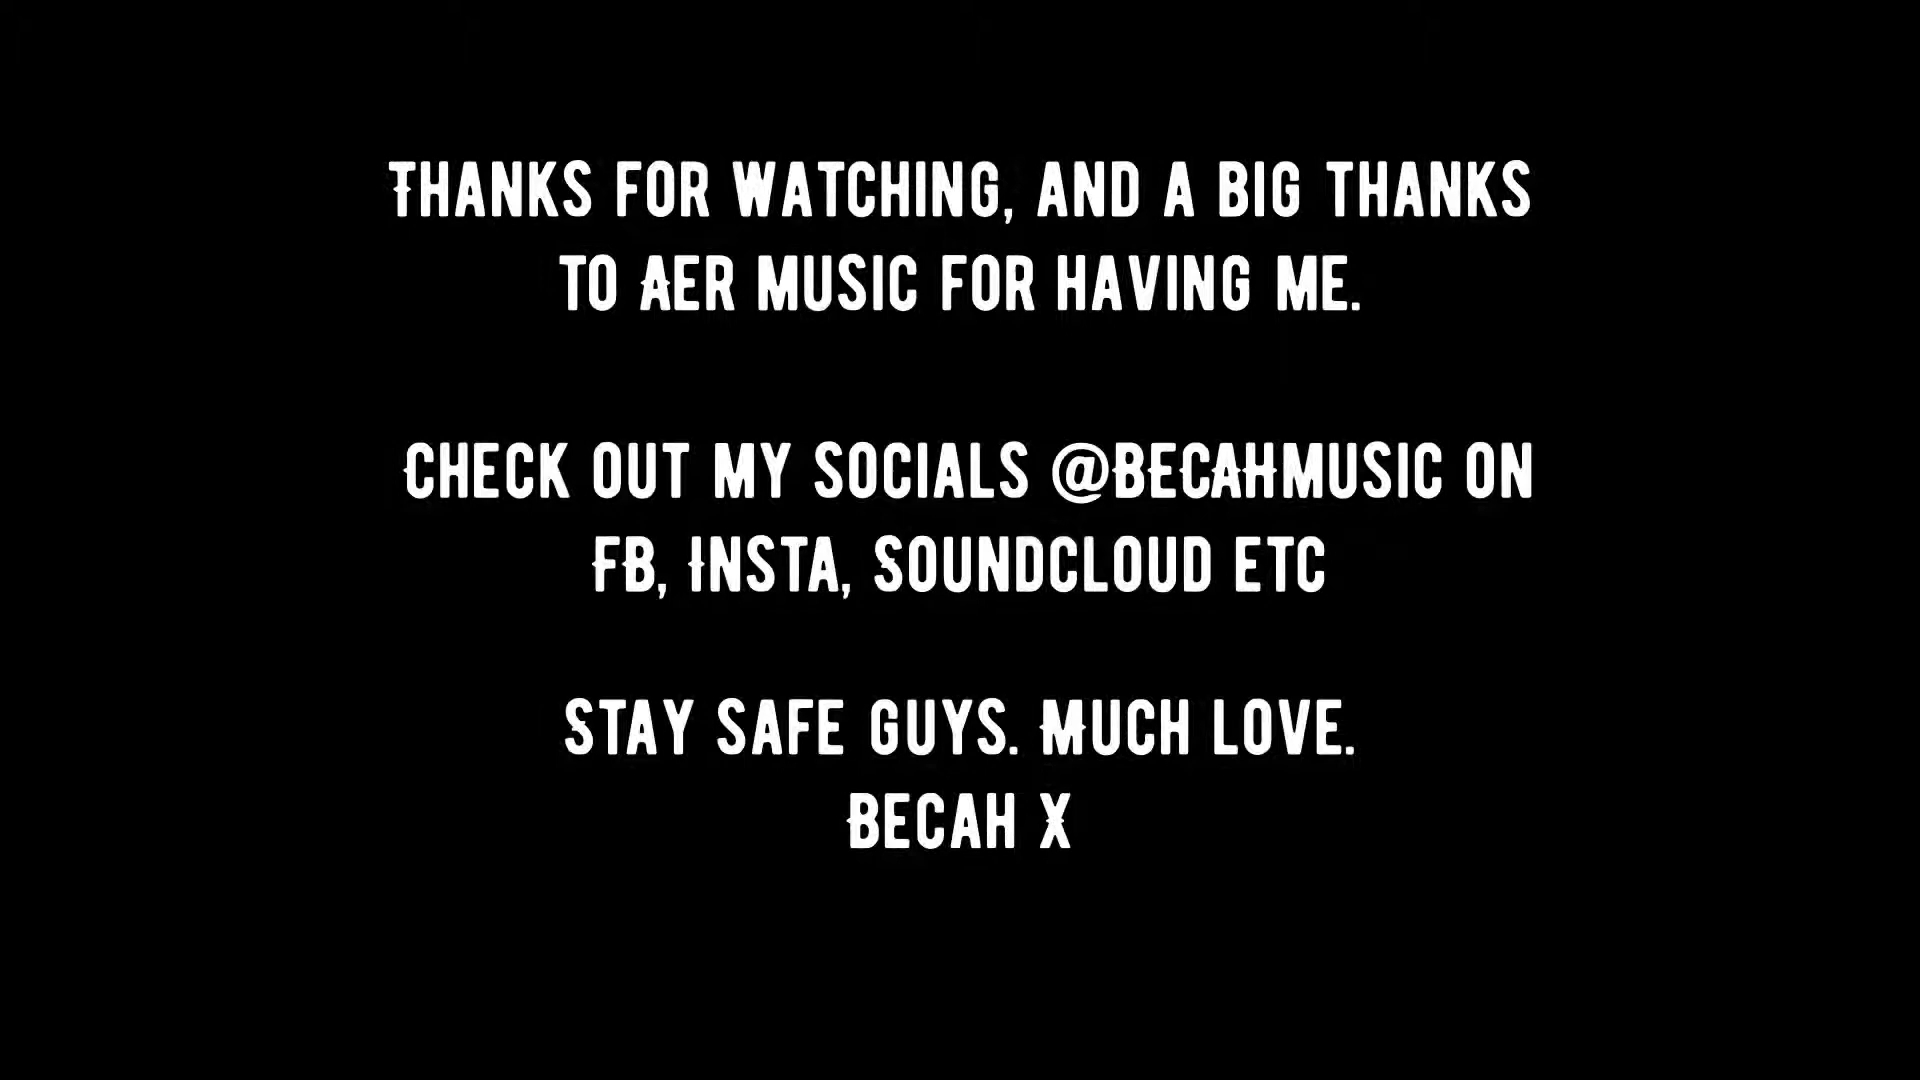 Thanks for watching, and a big thanks
to Aer music for having me.
Check out my socials @BECAHmusic on
FB, Insta, Soundcloud etc
Stay safe guys. Much love.
Becah X